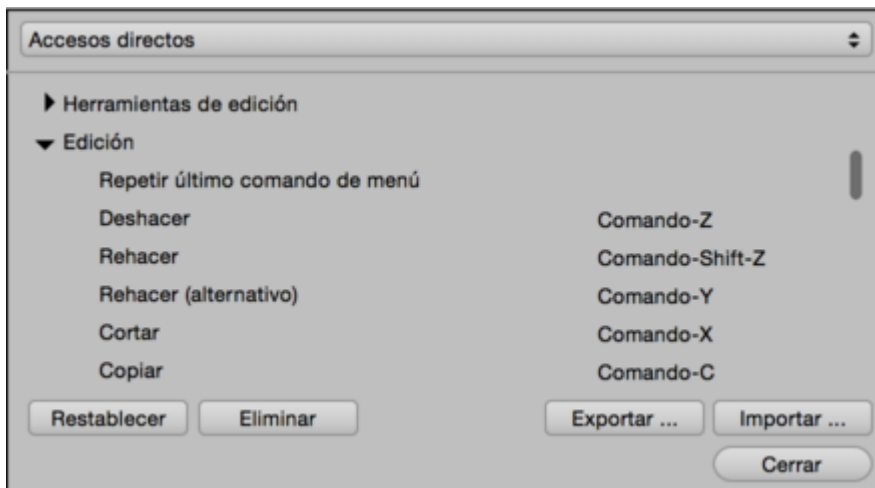 Accesos directos
Herramientas de edición
Edición
Repetir último comando de menú
Deshacer Comando-Z
Rehacer Comando-Shift-Z
Rehacer (alternativo) Comando-Y
Cortar Comando-X
Copiar Comando-C
Restablecer Eliminar Exportar ... Importar ...
Cerrar